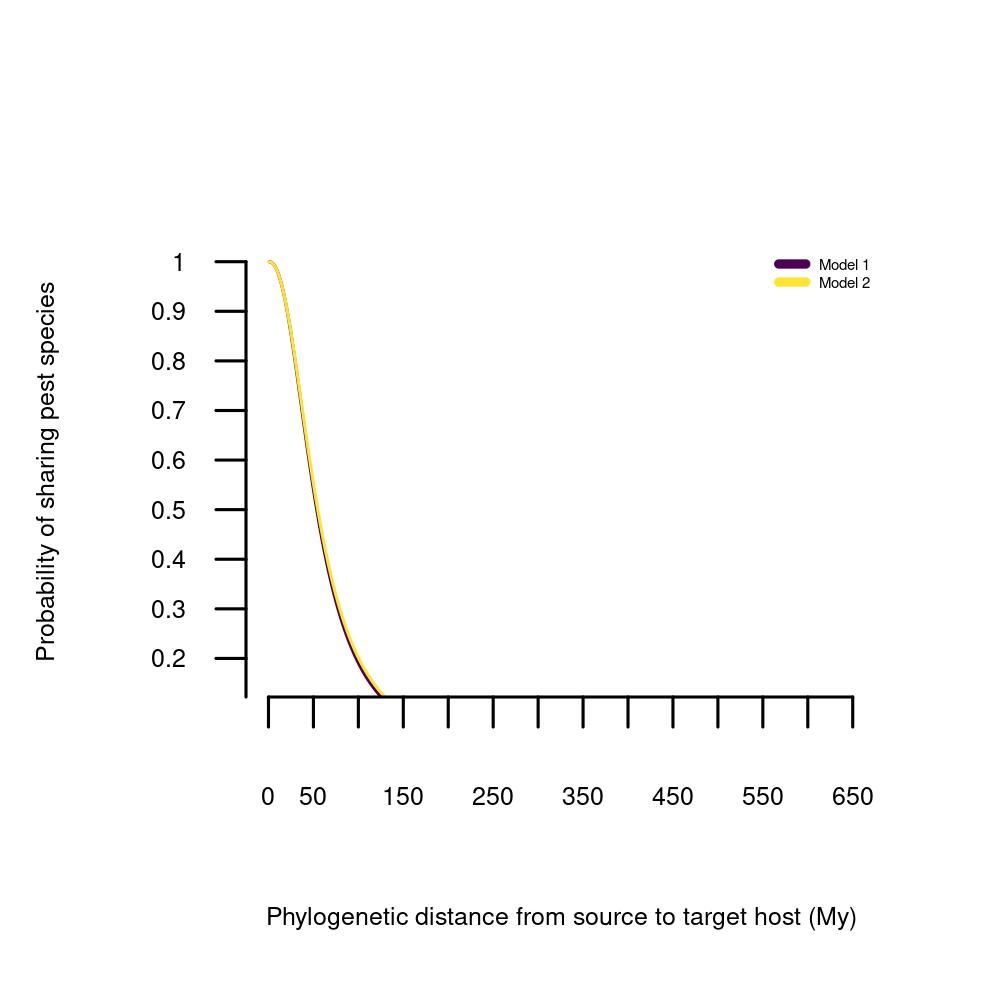 Probability of sharing pest species
1
0.9
0.8
0.7
0.6
0.5
0.4
0.3
0.2
Model 1
Model 2
0 50 150 250 350 450 550 650
Phylogenetic distance from source to target host (My)